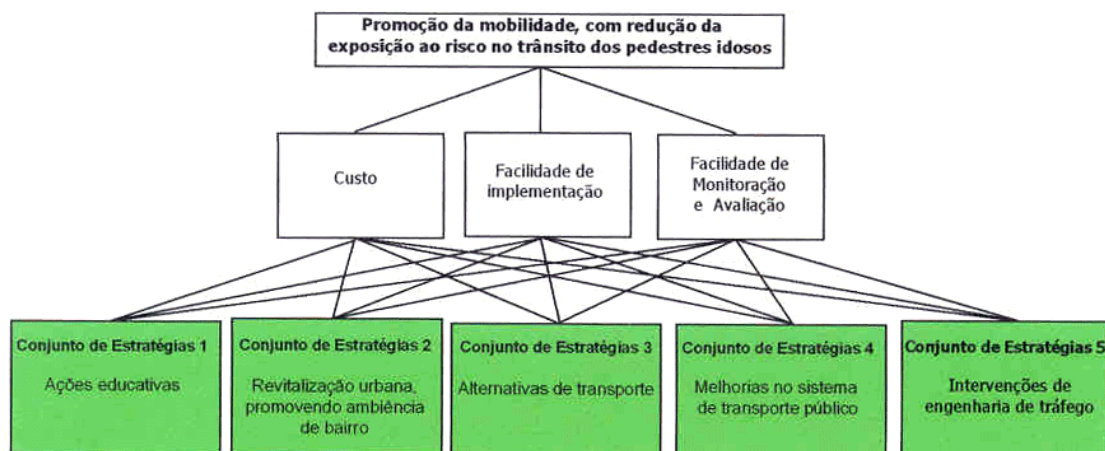 Promoção da mobilidade, com redução da
exposição ao risco no trânsito dos pedestres idosos
Custo
Facilidade de
implementação
Facilidade de
Monitoração
e Avaliação
Conjunto de Estratégias 1
Ações educativas
Conjunto de Estratégias 2
Revitalização urbana,
promovendo ambiência
de bairro
Conjunto de Estratégias 3
Alternativas de transporte
Conjunto de Estratégias 4
Melhorias no sistema
de transporte público
Conjunto de Estratégias 5
Intervenções de
engenharia de tráfego